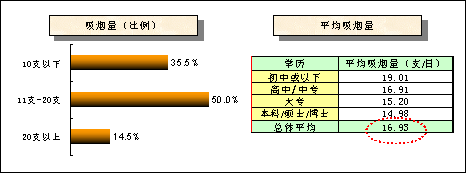 吸烟量（比例）
10支以下 35.5%
11支-20支 50.0%
20支以上 14.5%
平均吸烟量
学历 平均吸烟量（支/日）
初中或以下 19.01
高中/中专 16.91
大专 15.20
本科/硕士/博士 14.98
总体平均 16.93